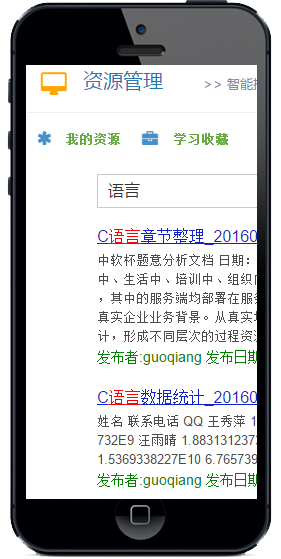 资源管理 >> 智能
我的资源 学习收藏
语言
C语言章节整理_20160
中软杯题意分析文档 日期:
中、生活中、培训中、组织
，其中的服务端均部署在服
真实企业业务背景。从真实
计，形成不同层次的过程资
发布者:guoqiang 发布日期
C语言数据统计_20160
姓名 联系电话 QQ 王秀萍 1
732E9 汪雨晴 1.8831312373
1.5369338227E10 6.765739
发布者:guoqiang 发布日期